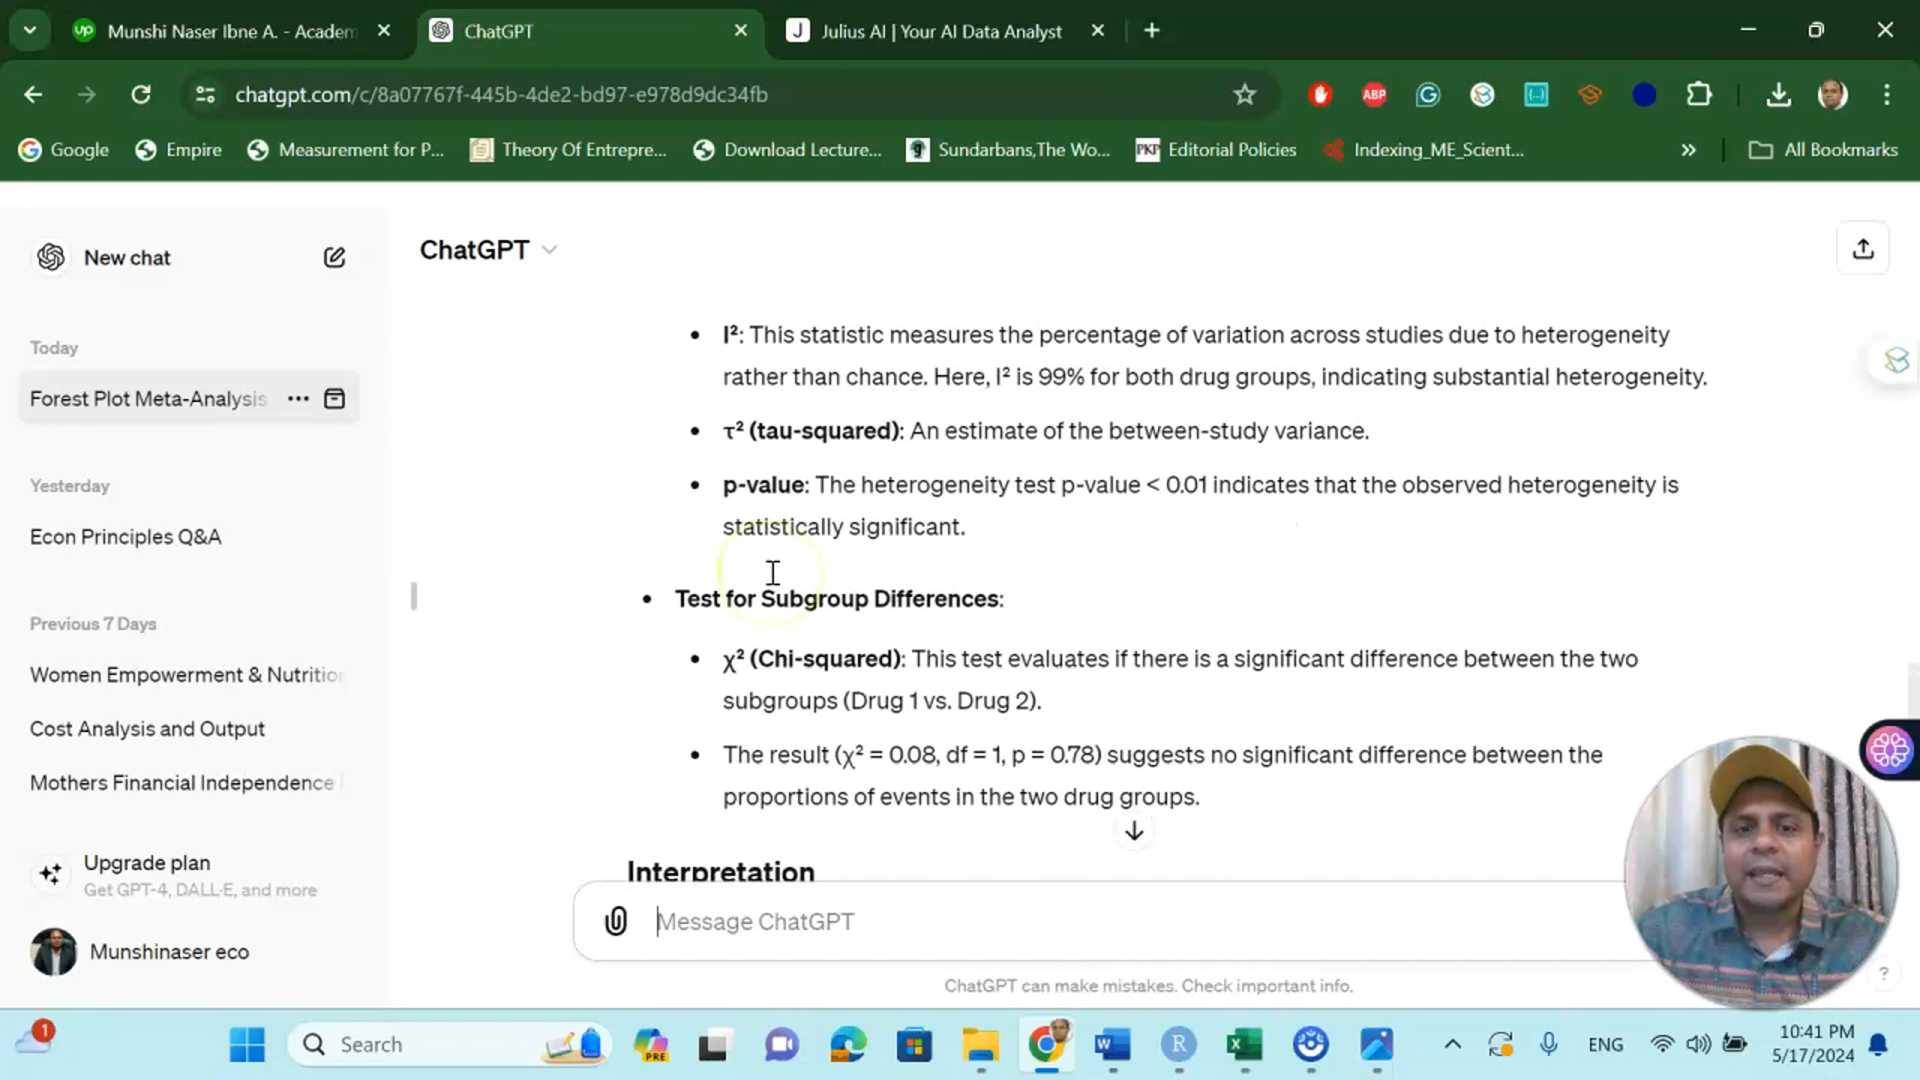 Munshi Naser Ibne A. - Academ
ChatGPT
Julius AI | Your AI Data Analyst
chatgpt.com/c/8a07767f-445b-4de2-bd97-e978d9dc34fb
ABP
Google
Empire
Measurement for P...
Theory Of Entrepre...
Download Lecture...
Sundarbans,The Wo...
PKP Editorial Policies
Indexing_ME_Scient...
All Bookmarks
New chat
ChatGPT
Today
Forest Plot Meta-Analysis
Yesterday
Econ Principles Q&A
Previous 7 Days
Women Empowerment & Nutrition
Cost Analysis and Output
Mothers Financial Independence
Upgrade plan
Get GPT-4, DALL·E, and more
Munshinaser eco
I²: This statistic measures the percentage of variation across studies due to heterogeneity
rather than chance. Here, I² is 99% for both drug groups, indicating substantial heterogeneity.
τ² (tau-squared): An estimate of the between-study variance.
p-value: The heterogeneity test p-value < 0.01 indicates that the observed heterogeneity is
statistically significant.
Test for Subgroup Differences:
χ² (Chi-squared): This test evaluates if there is a significant difference between the two
subgroups (Drug 1 vs. Drug 2).
The result (χ² = 0.08, df = 1, p = 0.78) suggests no significant difference between the
proportions of events in the two drug groups.
Interpretation
Message ChatGPT
ChatGPT can make mistakes. Check important info.
?
1
Search
PRE
ENG
10:41 PM
5/17/2024